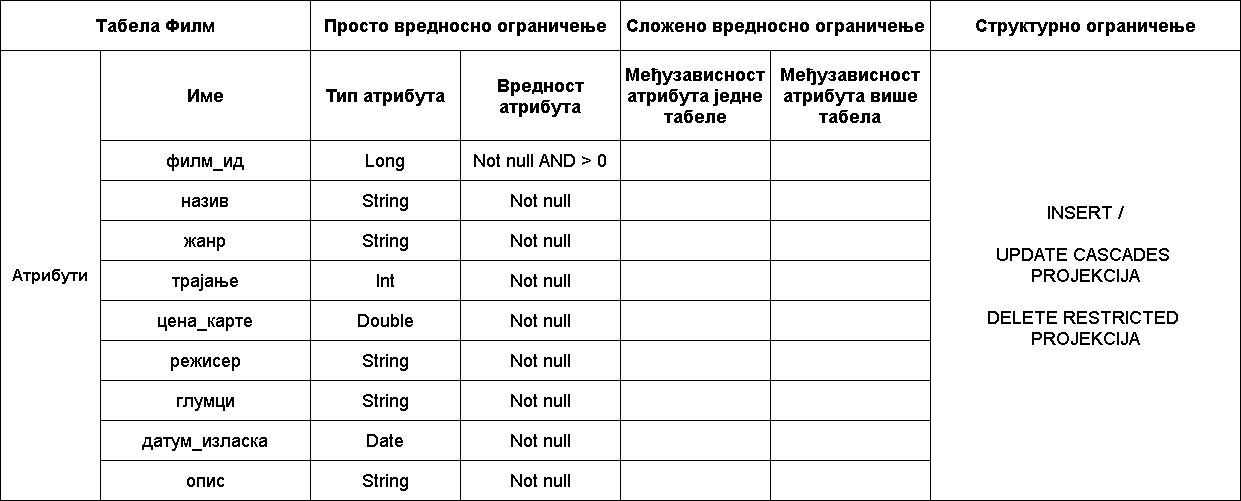 Табела Филм
Просто вредносно ограничење
Сложено вредносно ограничење
Структурно ограничење
Атрибути
Име
Тип атрибута
Вредност
атрибута
Међузависност
атрибута једне
табеле
Међузависност
атрибута више
табела
филм_ид
Long
Not null AND > 0
назив
String
Not null
жанр
String
Not null
трајање
Int
Not null
цена_карте
Double
Not null
режисер
String
Not null
глумци
String
Not null
датум_изласка
Date
Not null
опис
String
Not null
INSERT /
UPDATE CASCADES
PROJEKCIJA
DELETE RESTRICTED
PROJEKCIJA